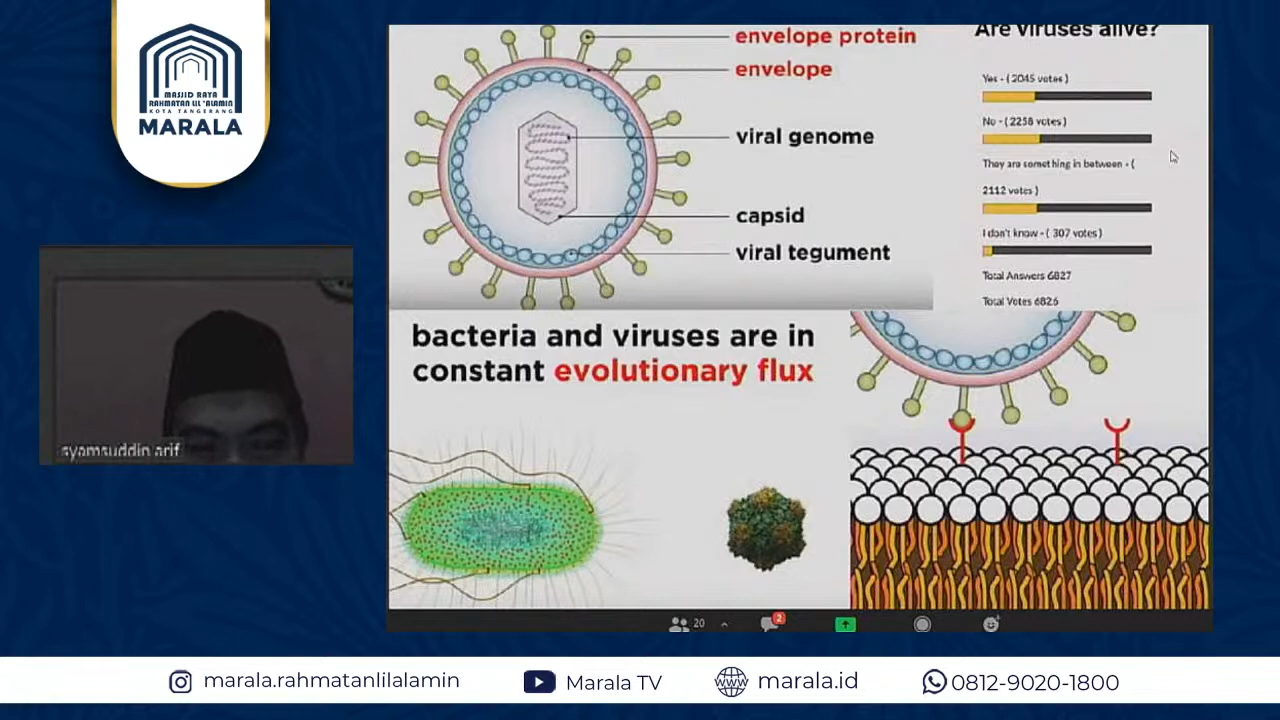 MASJID RAYA
RAHMATAN LIL 'ALAMIN
KOTA TANGERANG
MARALA
syamsuddin arif
envelope protein
envelope
viral genome
capsid
viral tegument
Are viruses alive?
Yes - ( 2045 votes )
No - ( 2258 votes )
They are something in between - (
2112 votes )
I don't know - ( 307 votes )
Total Answers 6827
Total Votes 6826
bacteria and viruses are in
constant evolutionary flux
20
2
marala.rahmatanlilalamin
Marala TV
www
marala.id
0812-9020-1800